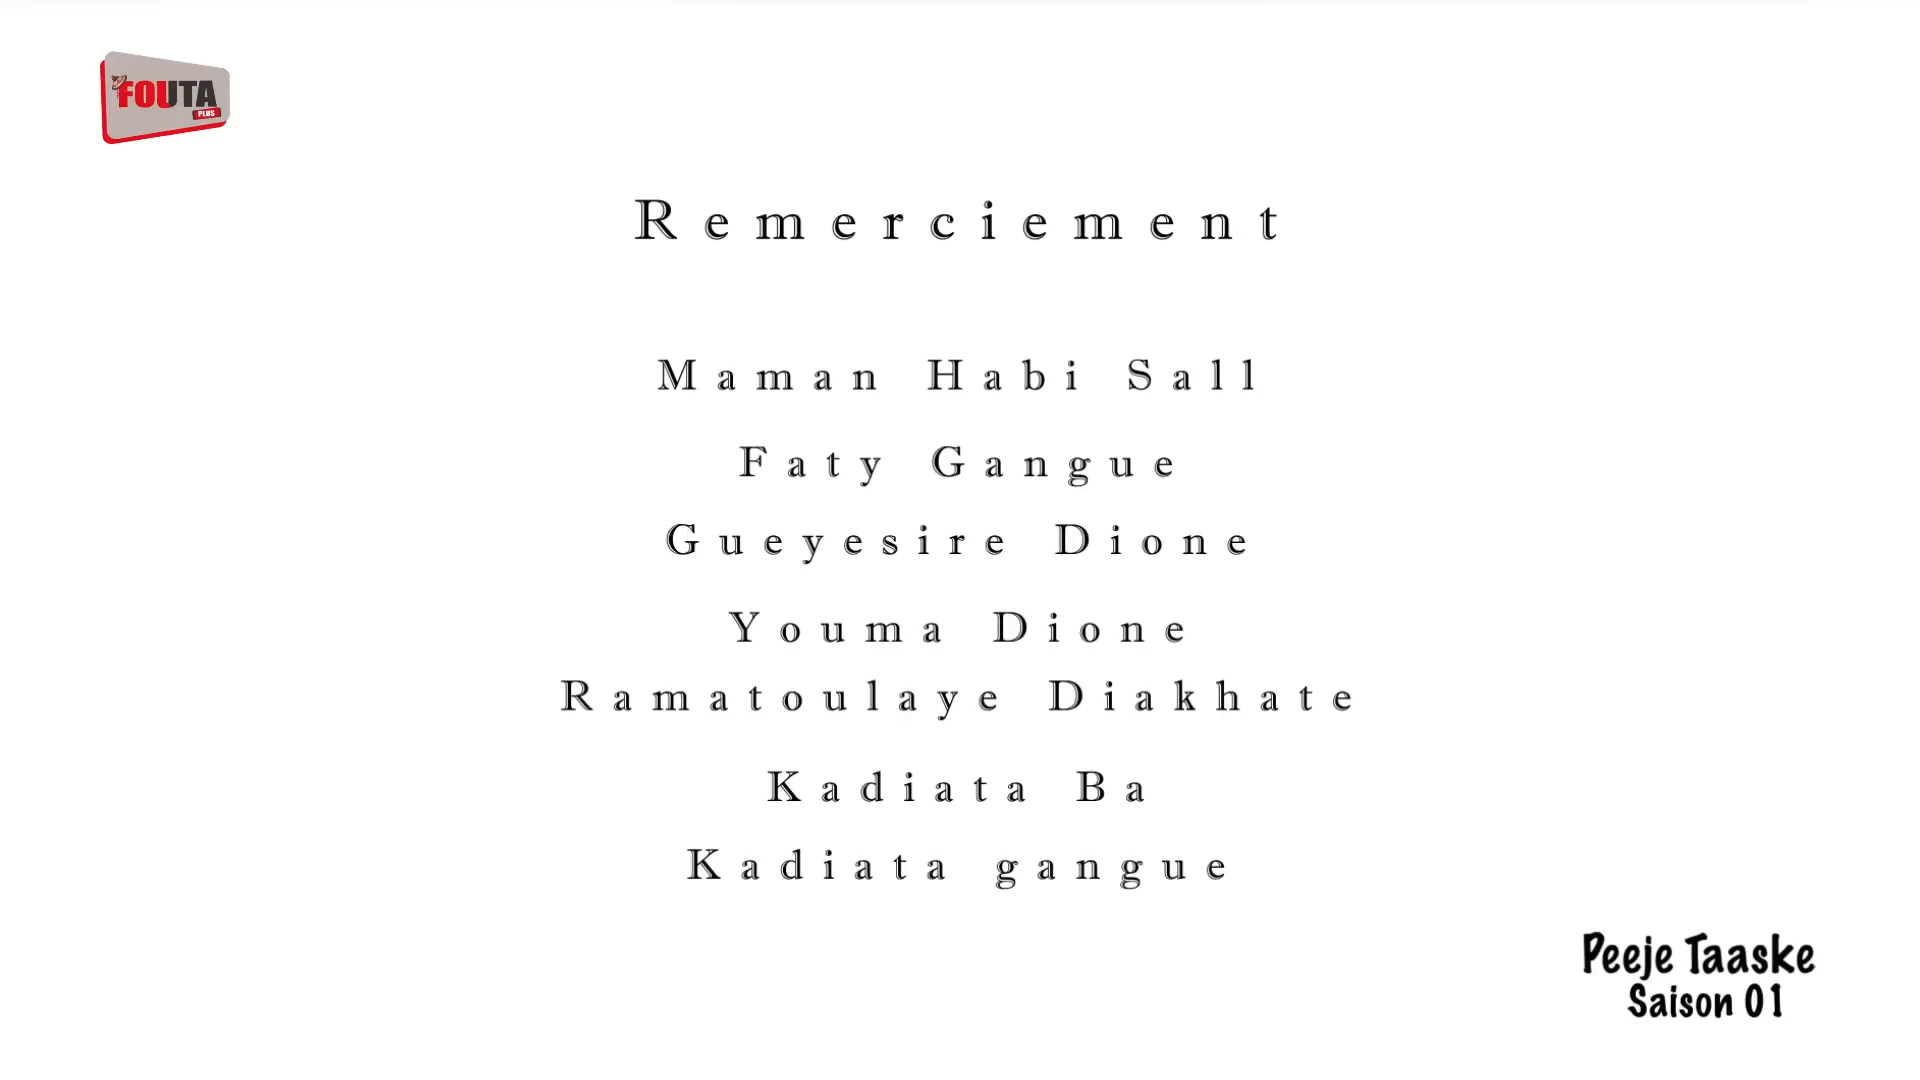 FOUTA
PLUS
Remerciement
Maman Habi Sall
Faty Gangue
Gueyesire Dione
Youma Dione
Ramatoulaye Diakhate
Kadiata Ba
Kadiata gangue
Peeje Taaske
Saison 01